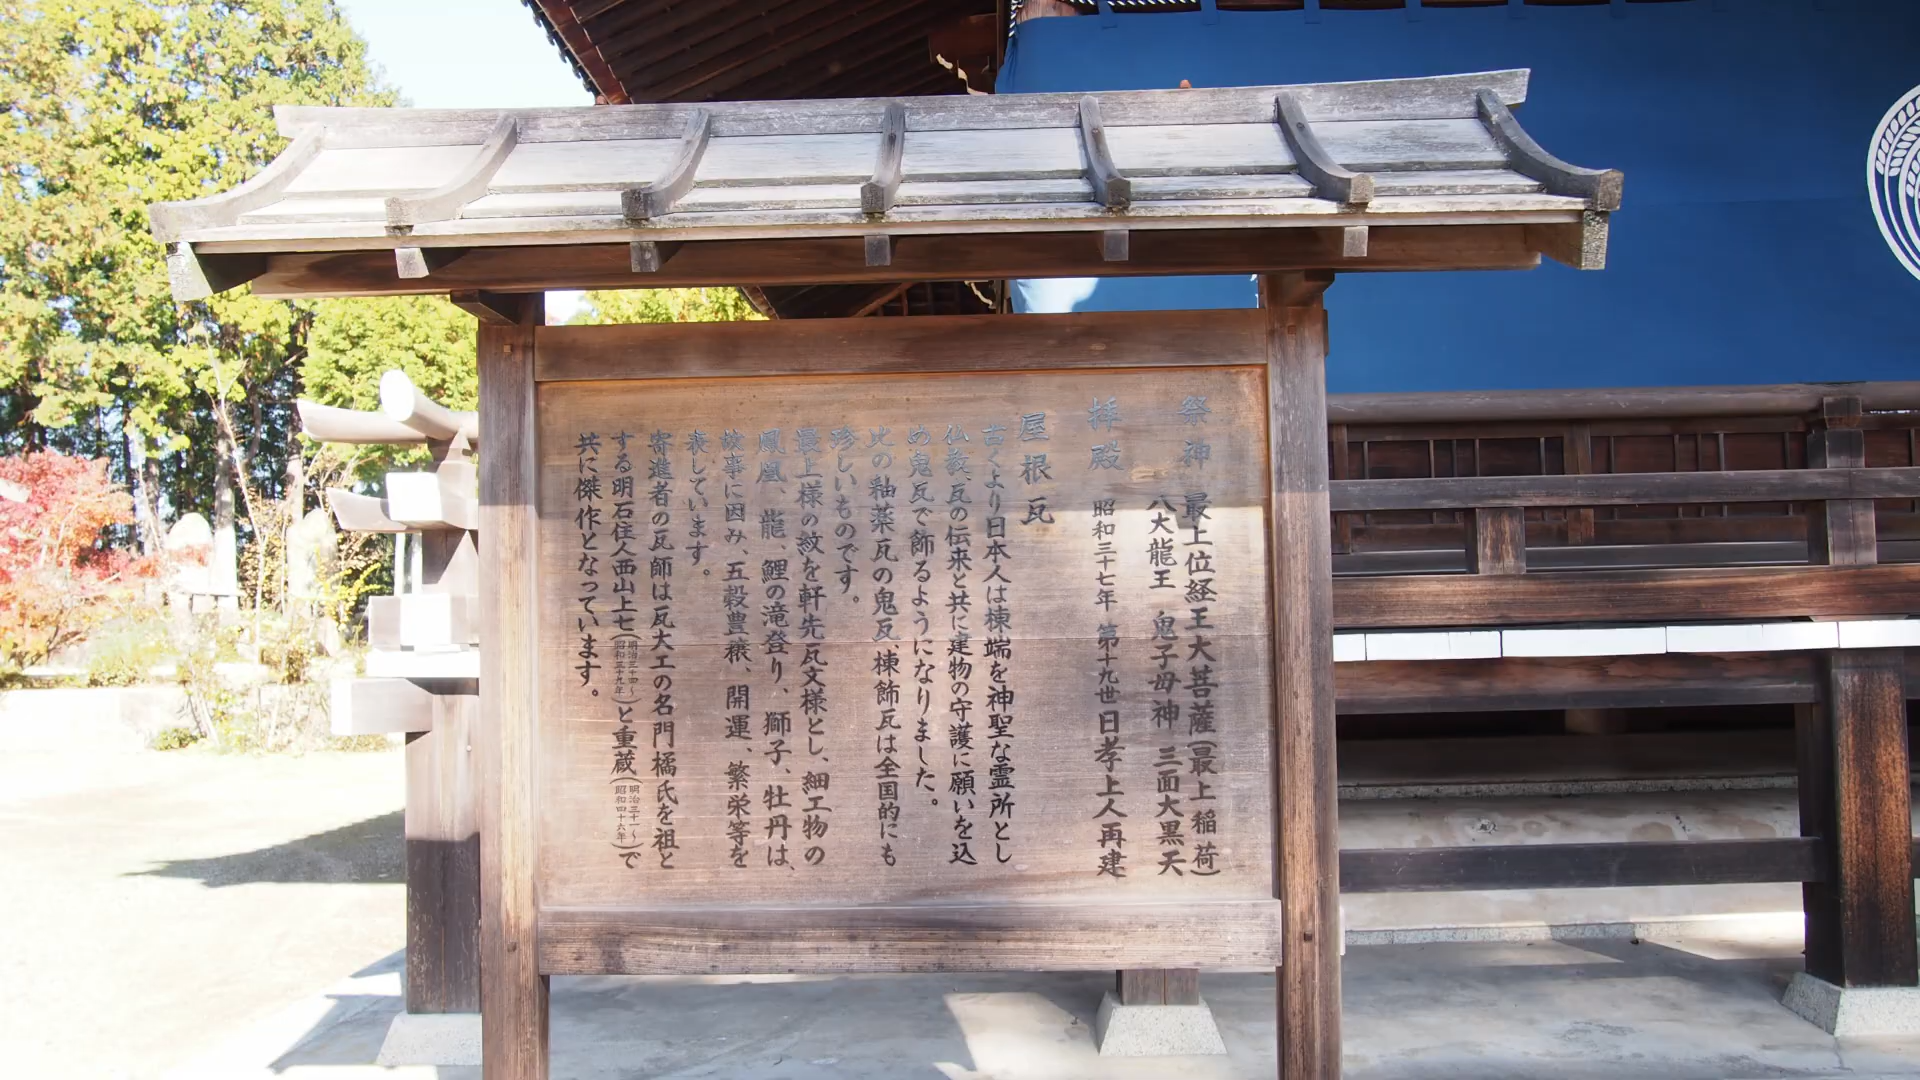 祭神 最上位経王大菩薩（最上稲荷）
八大龍王 鬼子母神 三面大黒天
拝殿 昭和三十七年 第十九世日孝上人再建
屋根瓦
古くより日本人は棟端を神聖な霊所とし
仏教、瓦の伝来と共に建物の守護に願いを込
め鬼瓦で飾るようになりました。
比の釉薬瓦の鬼瓦、棟飾瓦は全国的にも
珍しいものです。
最上様の紋を軒先瓦文様とし、細工物の
鳳凰、龍、鯉の滝登り、獅子、牡丹は、
故事に因み、五穀豊穣、開運、繁栄等を
表しています。
寄進者の瓦師は瓦大工の名門橘氏を祖と
する明石住人西山上七（明治三十四～昭和三十九年）と重蔵（明治三十一～昭和四十六年）で
共に傑作となっています。